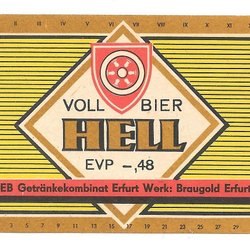 VOLL BIER
HELL
EVP -,48
EB Getränkekombinat Erfurt Werk: Braugold Erfurt